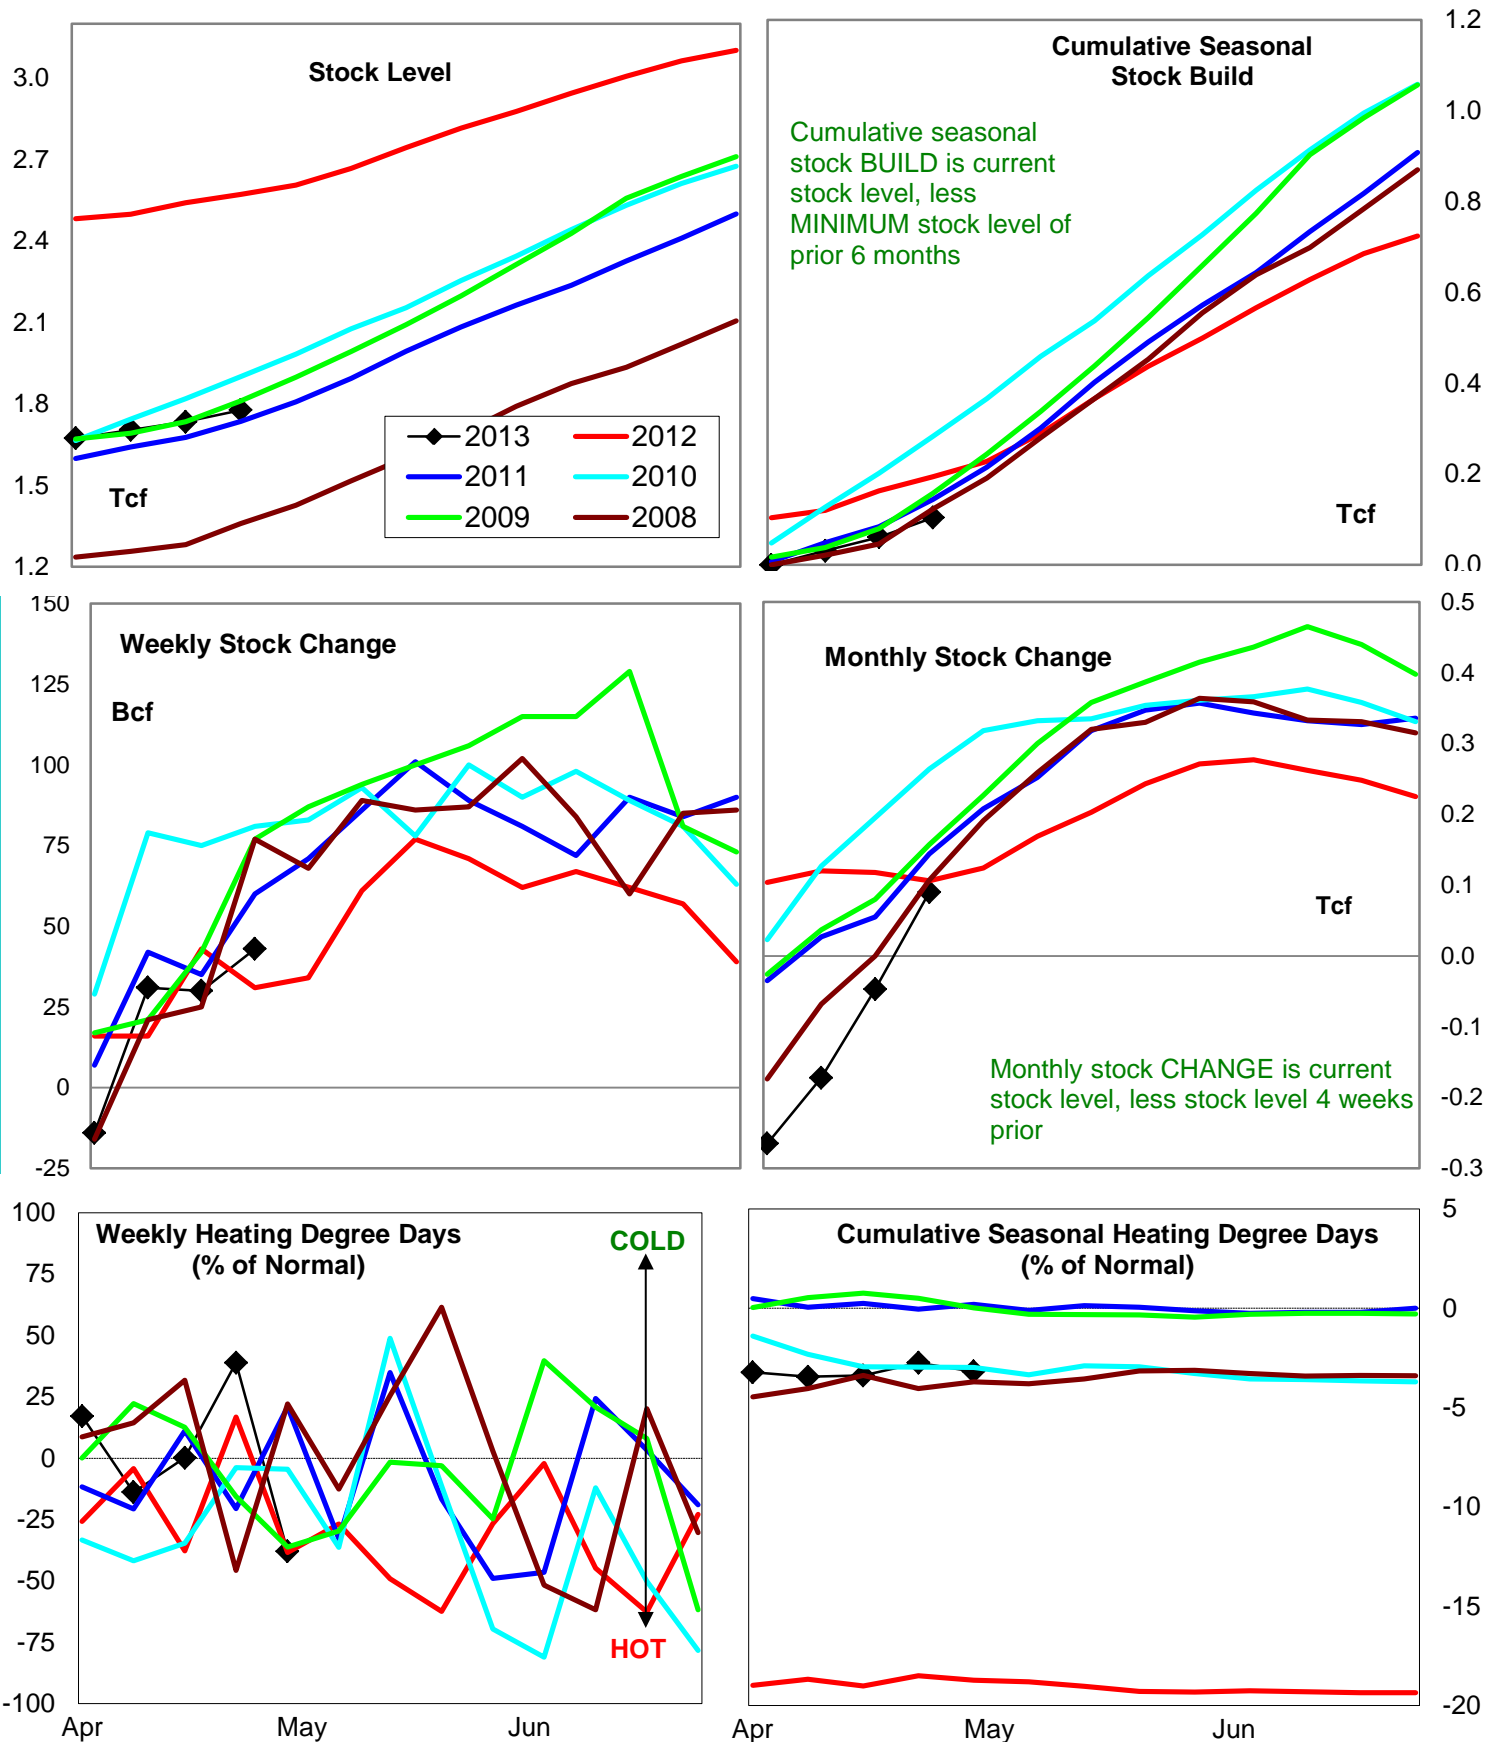 Stock Level
3.0
2.7
2.4
2.1
1.8
1.5
1.2
Tcf
2013
2012
2011
2010
2009
2008
Cumulative Seasonal
Stock Build
Cumulative seasonal
stock BUILD is current
stock level, less
MINIMUM stock level of
prior 6 months
Tcf
1.2
1.0
0.8
0.6
0.4
0.2
0.0
Weekly Stock Change
Bcf
150
125
100
75
50
25
0
-25
Monthly Stock Change
Tcf
Monthly stock CHANGE is current
stock level, less stock level 4 weeks
prior
0.5
0.4
0.3
0.2
0.1
0.0
-0.1
-0.2
-0.3
Weekly Heating Degree Days
(% of Normal)
COLD
HOT
100
75
50
25
0
-25
-50
-75
-100
Apr
May
Jun
Cumulative Seasonal Heating Degree Days
(% of Normal)
5
0
-5
-10
-15
-20
Apr
May
Jun